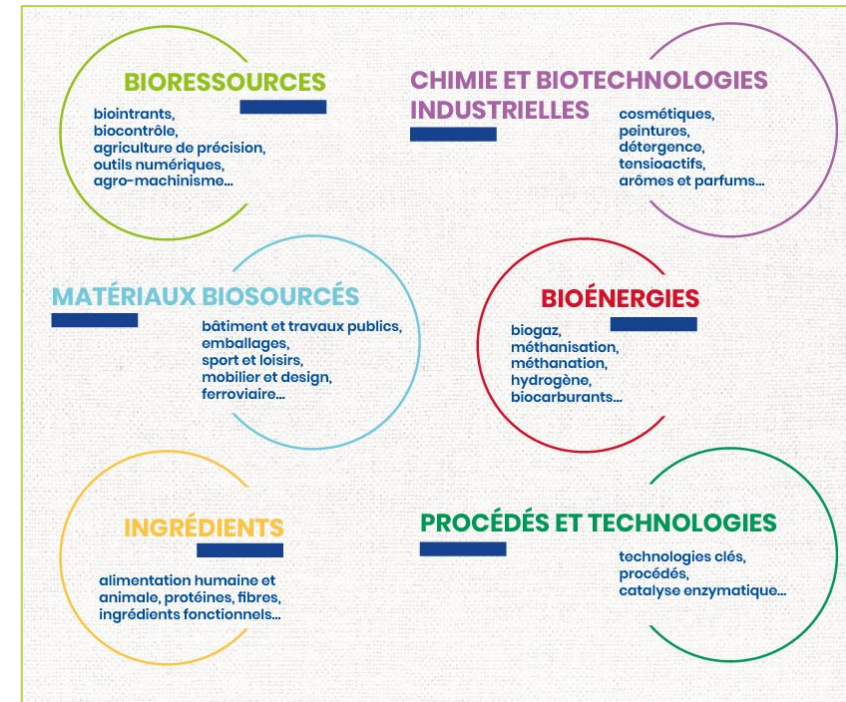 BIORESSOURCES
biointrants,
biocontrôle,
agriculture de précision,
outils numériques,
agro-machinisme...
CHIMIE ET BIOTECHNOLOGIES
INDUSTRIELLES
cosmétiques,
peintures,
détergence,
tensioactifs,
arômes et parfums...
MATÉRIAUX BIOSOURCÉS
bâtiment et travaux publics,
emballages,
sport et loisirs,
mobilier et design,
ferroviaire...
BIOÉNERGIES
biogaz,
méthanisation,
méthanation,
hydrogène,
biocarburants...
INGRÉDIENTS
alimentation humaine et
animale, protéines, fibres,
ingrédients fonctionnels...
PROCÉDÉS ET TECHNOLOGIES
technologies clés,
procédés,
catalyse enzymatique...